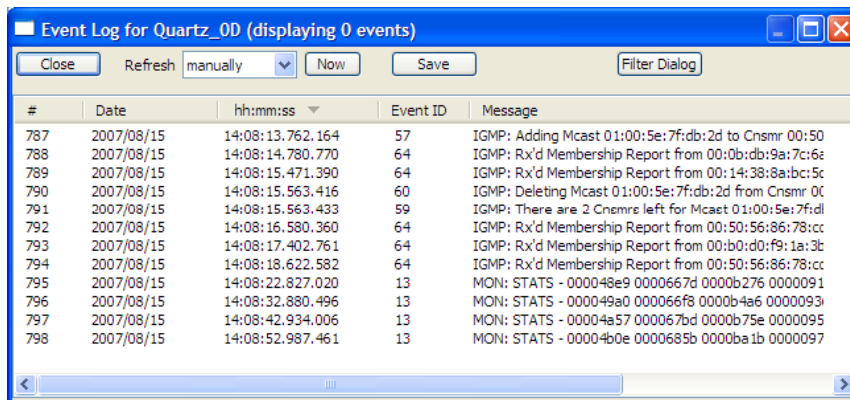 Event Log for Quartz_0D (displaying 0 events)
Close Refresh manually Now Save Filter Dialog
# Date hh:mm:ss Event ID Message
787 2007/08/15 14:08:13.762.164 57 IGMP: Adding Mcast 01:00:5e:7f:db:2d to Cnsmr 00:50
788 2007/08/15 14:08:14.780.770 64 IGMP: Rx'd Membership Report from 00:0b:db:9a:7c:6a
789 2007/08/15 14:08:15.471.390 64 IGMP: Rx'd Membership Report from 00:14:38:8a:bc:5c
790 2007/08/15 14:08:15.563.416 60 IGMP: Deleting Mcast 01:00:5e:7f:db:2d from Cnsmr 00
791 2007/08/15 14:08:15.563.433 59 IGMP: There are 2 Cnsmrs left for Mcast 01:00:5e:7f:d
792 2007/08/15 14:08:16.580.360 64 IGMP: Rx'd Membership Report from 00:50:56:86:78:cc
793 2007/08/15 14:08:17.402.761 64 IGMP: Rx'd Membership Report from 00:b0:d0:f9:1a:3b
794 2007/08/15 14:08:18.622.582 64 IGMP: Rx'd Membership Report from 00:50:56:86:78:cc
795 2007/08/15 14:08:22.827.020 13 MON: STATS - 000048e9 0000667d 0000b276 0000091
796 2007/08/15 14:08:32.880.496 13 MON: STATS - 000049a0 000066f8 0000b4a6 0000093
797 2007/08/15 14:08:42.934.006 13 MON: STATS - 00004a57 000067bd 0000b75e 0000095
798 2007/08/15 14:08:52.987.461 13 MON: STATS - 00004b0e 0000685b 0000ba1b 0000097